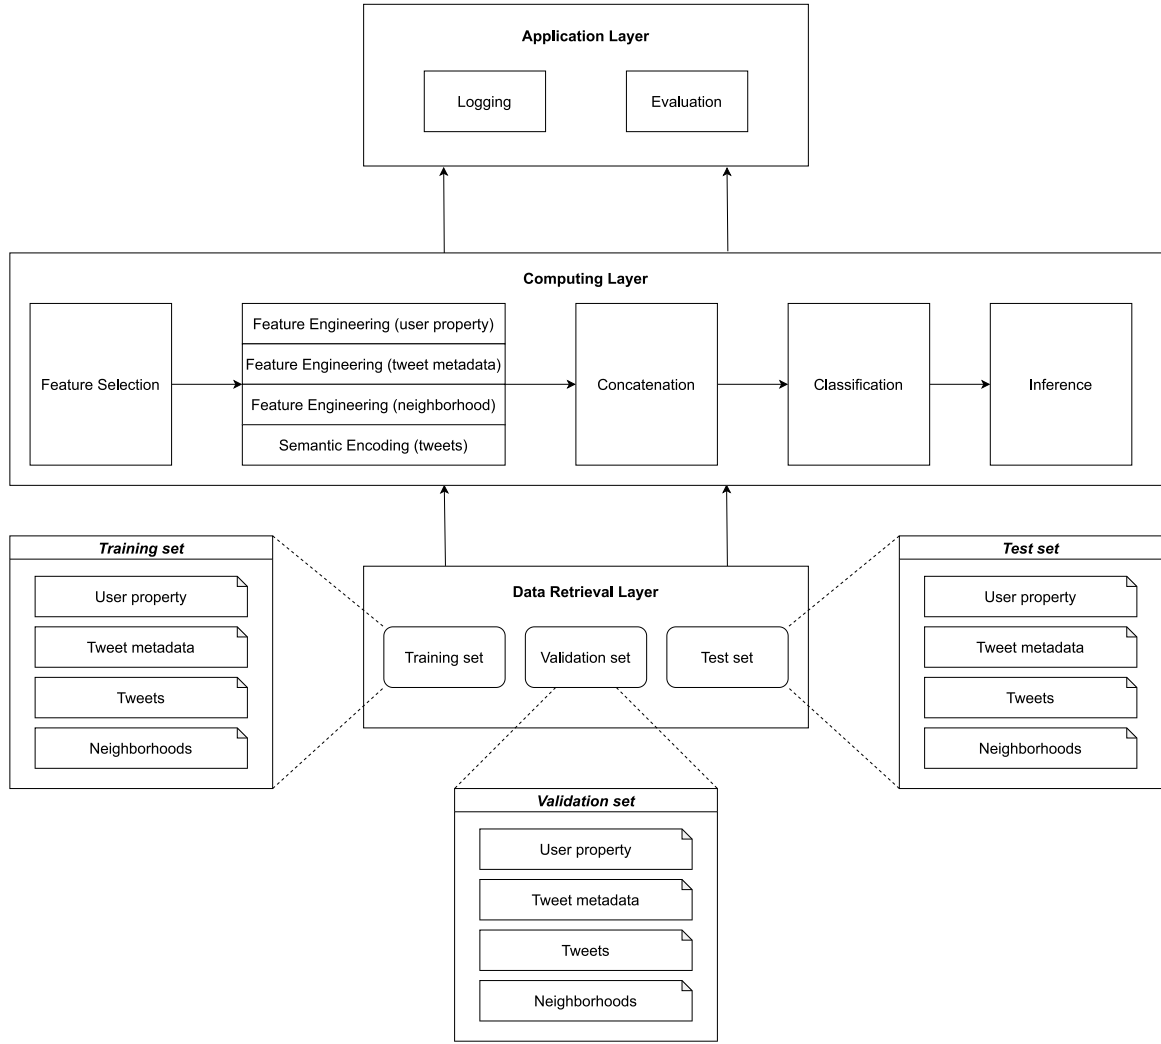 Application Layer
Logging
Evaluation
Computing Layer
Feature Selection
Feature Engineering (user property)
Feature Engineering (tweet metadata)
Feature Engineering (neighborhood)
Semantic Encoding (tweets)
Concatenation
Classification
Inference
Data Retrieval Layer
Training set
Validation set
Test set
Training set
User property
Tweet metadata
Tweets
Neighborhoods
Validation set
User property
Tweet metadata
Tweets
Neighborhoods
Test set
User property
Tweet metadata
Tweets
Neighborhoods